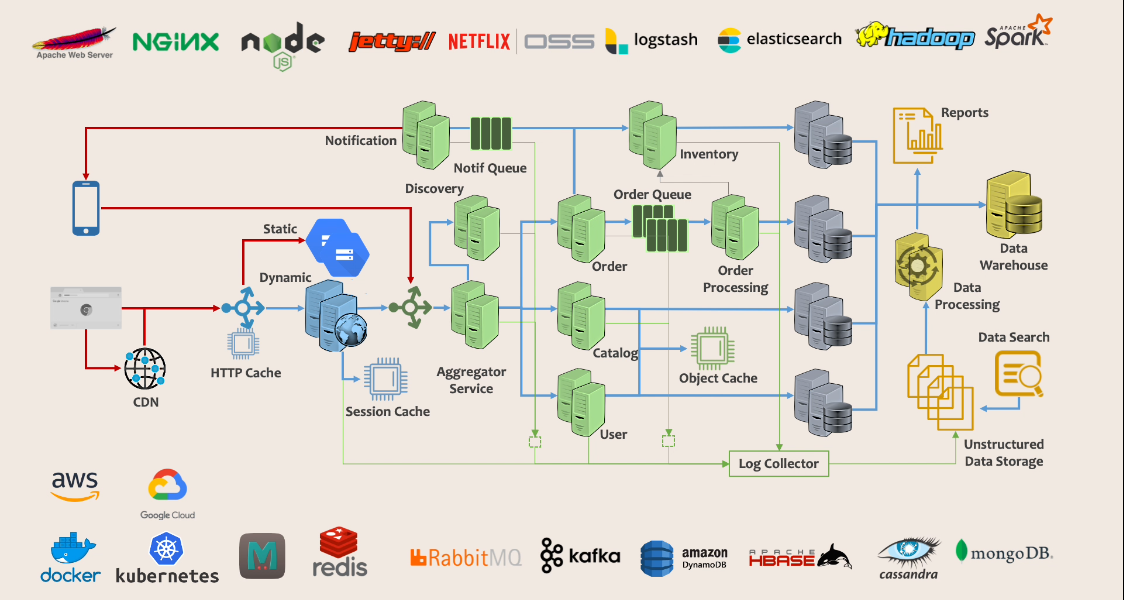 Apache Web Server
NGINX
node
JS
jetty://
NETFLIX
OSS
logstash
elasticsearch
hadoop
APACHE
Spark
Notification
Notif Queue
Inventory
Reports
Discovery
Order Queue
Static
Dynamic
Order
Order
Processing
Data
Warehouse
Data
Processing
HTTP Cache
Aggregator
Service
Catalog
Object Cache
Data Search
CDN
Session Cache
User
Log Collector
Unstructured
Data Storage
aws
Google Cloud
docker
kubernetes
M
redis
RabbitMQ
kafka
amazon
DynamoDB
APACHE
HBASE
cassandra
mongoDB